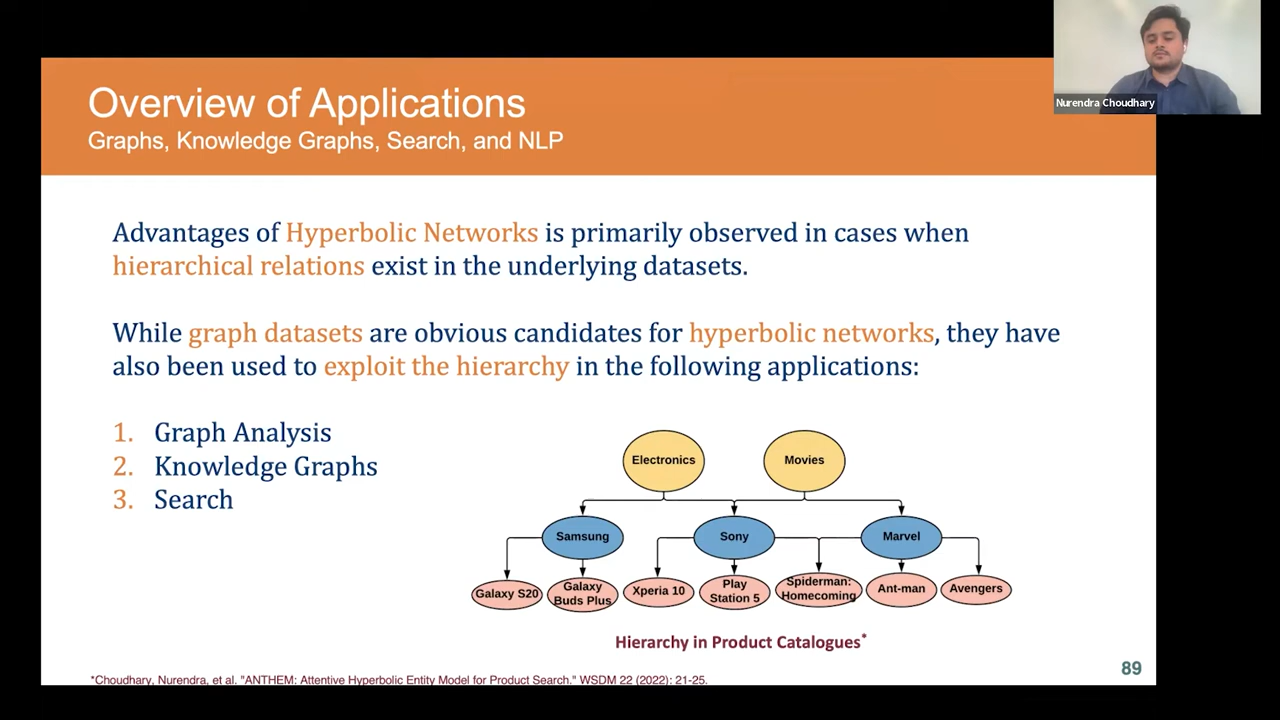 Nurendra Choudhary
Overview of Applications
Graphs, Knowledge Graphs, Search, and NLP
Advantages of Hyperbolic Networks is primarily observed in cases when
hierarchical relations exist in the underlying datasets.
While graph datasets are obvious candidates for hyperbolic networks, they have
also been used to exploit the hierarchy in the following applications:
1. Graph Analysis
2. Knowledge Graphs
3. Search
Electronics
Movies
Samsung
Sony
Marvel
Galaxy S20
Galaxy
Buds Plus
Xperia 10
Play
Station 5
Spiderman:
Homecoming
Ant-man
Avengers
Hierarchy in Product Catalogues*
89
*Choudhary, Nurendra, et al. "ANTHEM: Attentive Hyperbolic Entity Model for Product Search." WSDM 22 (2022): 21-25.